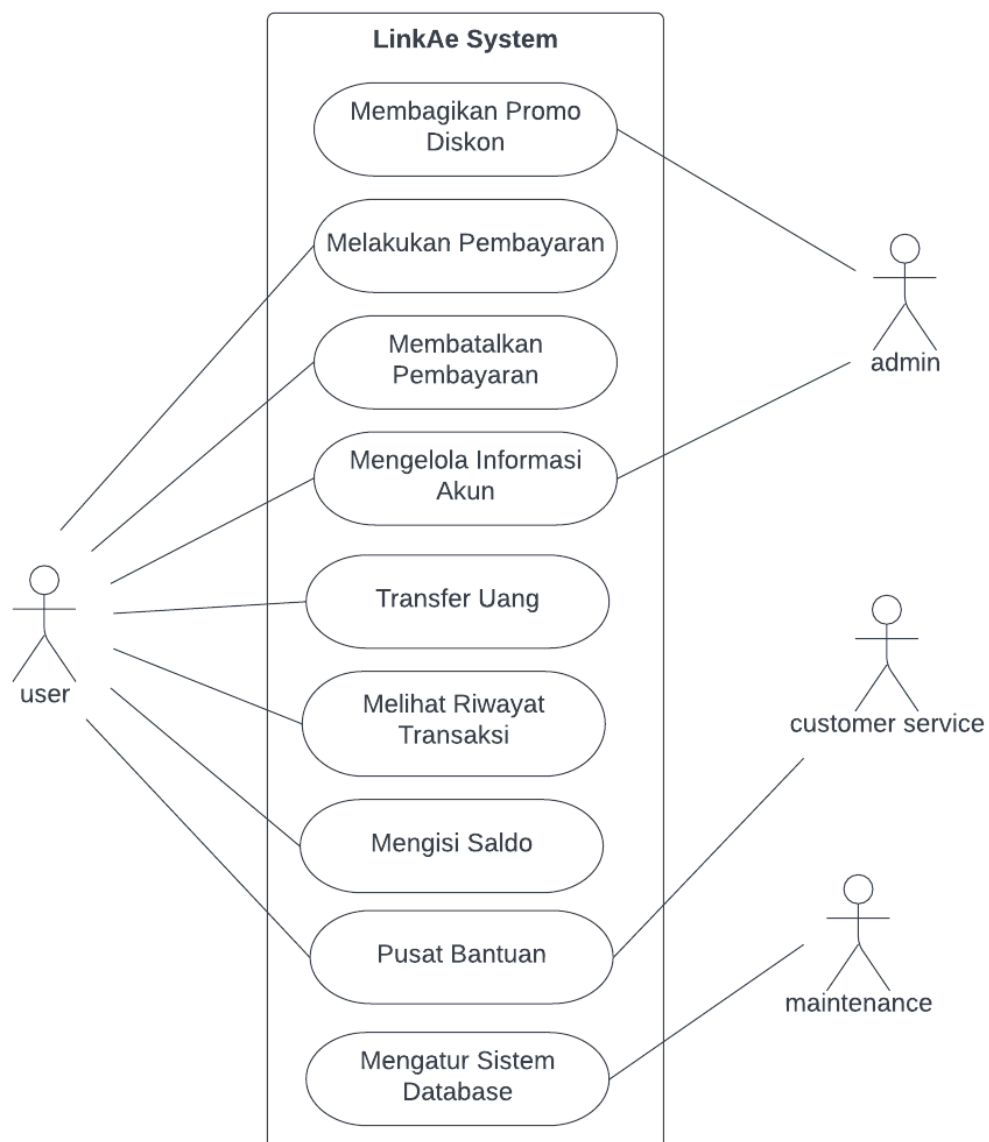 LinkAe System
Membagikan Promo
Diskon
Melakukan Pembayaran
Membatalkan
Pembayaran
admin
Mengelola Informasi
Akun
Transfer Uang
user
Melihat Riwayat
Transaksi
customer service
Mengisi Saldo
Pusat Bantuan
maintenance
Mengatur Sistem
Database